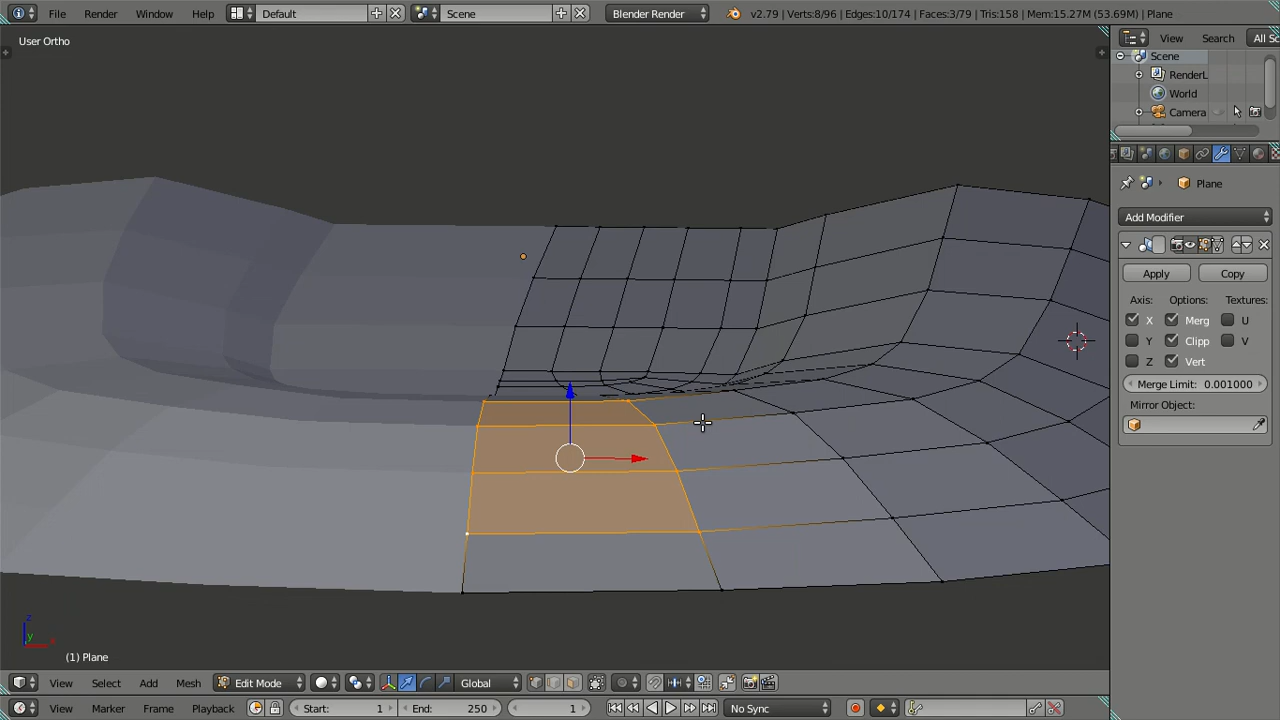 File Render Window Help Default Scene Blender Render v2.79 | Verts:8/96 | Edges:10/174 | Faces:3/79 | Tris:158 | Mem:15.27M (53.69M) | Plane
User Ortho
View Search All Sc
Scene
RenderL
World
Camera
Plane
Add Modifier
Apply Copy
Axis: Options: Textures:
X Merg U
Y Clipp V
Z Vert
Merge Limit: 0.001000
Mirror Object:
z
y x
(1) Plane
View Select Add Mesh Edit Mode Global
View Marker Frame Playback Start: 1 End: 250 1 No Sync